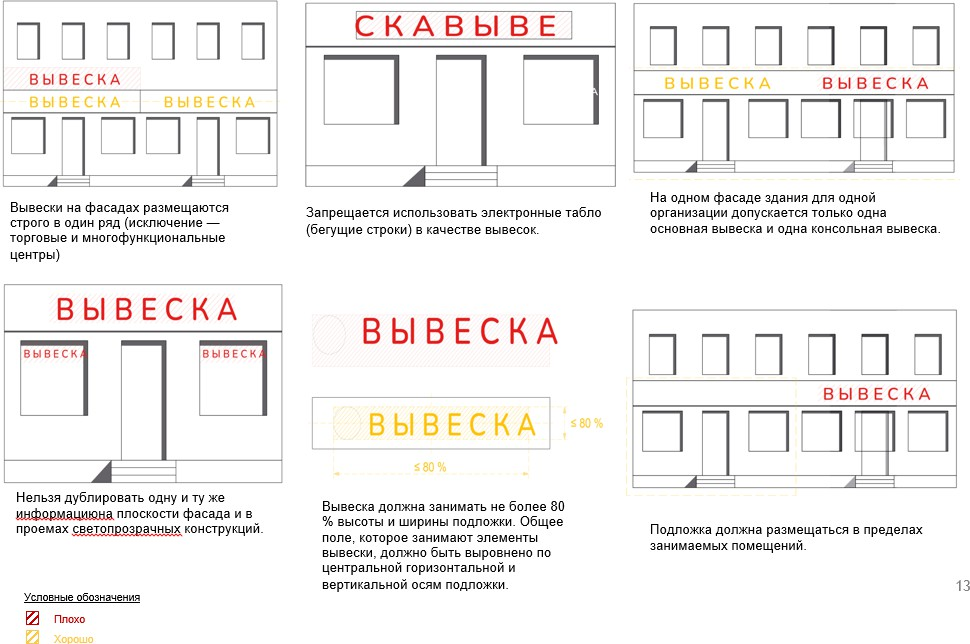 ВЫВЕСКА
ВЫВЕСКА ВЫВЕСКА
Вывески на фасадах размещаются
строго в один ряд (исключение —
торговые и многофункциональные
центры)
СКАВЫВЕ
А
Запрещается использовать электронные табло
(бегущие строки) в качестве вывесок.
ВЫВЕСКА ВЫВЕСКА
На одном фасаде здания для одной
организации допускается только одна
основная вывеска и одна консольная вывеска.
ВЫВЕСКА
ВЫВЕСКА ВЫВЕСКА
Нельзя дублировать одну и ту же
информациюна плоскости фасада и в
проемах светопрозрачных конструкций.
ВЫВЕСКА
ВЫВЕСКА
≤ 80 %
≤ 80 %
Вывеска должна занимать не более 80
% высоты и ширины подложки. Общее
поле, которое занимают элементы
вывески, должно быть выровнено по
центральной горизонтальной и
вертикальной осям подложки.
ВЫВЕСКА
Подложка должна размещаться в пределах
занимаемых помещений.
13
Условные обозначения
Плохо
Хорошо